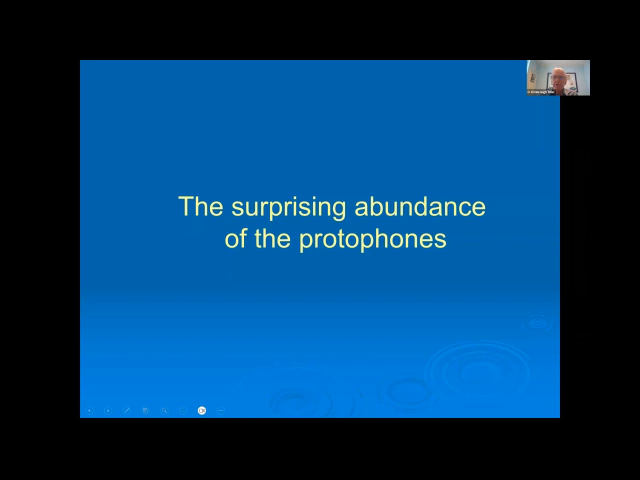 The surprising abundance
of the protophones